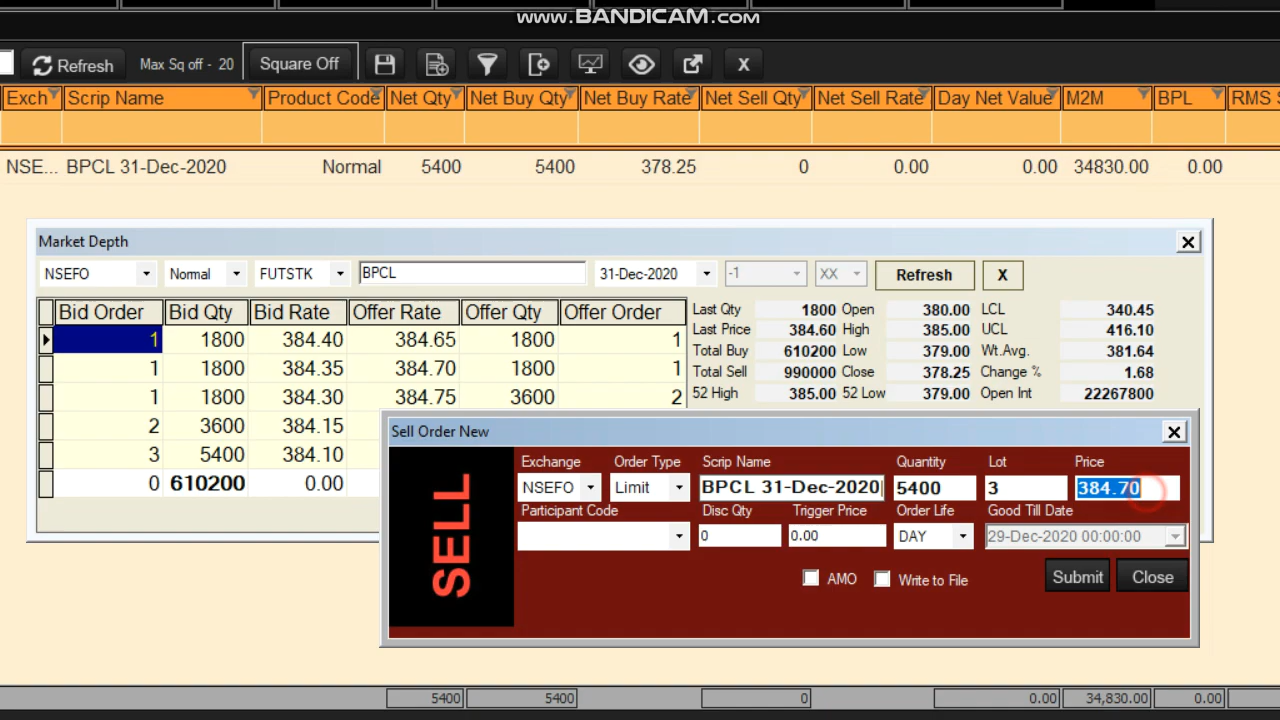 www.BANDICAM.com
Refresh Max Sq off - 20 Square Off X
Exch Scrip Name Product Code Net Qty Net Buy Qty Net Buy Rate Net Sell Qty Net Sell Rate Day Net Value M2M BPL RMS S
NSE... BPCL 31-Dec-2020 Normal 5400 5400 378.25 0 0.00 0.00 34830.00 0.00
Market Depth
NSEFO Normal FUTSTK BPCL 31-Dec-2020 -1 XX Refresh X
Bid Order Bid Qty Bid Rate Offer Rate Offer Qty Offer Order
1 1800 384.40 384.65 1800 1
1 1800 384.35 384.70 1800 1
1 1800 384.30 384.75 3600 2
2 3600 384.15
3 5400 384.10
0 610200 0.00
Last Qty 1800 Open 380.00 LCL 340.45
Last Price 384.60 High 385.00 UCL 416.10
Total Buy 610200 Low 379.00 Wt.Avg. 381.64
Total Sell 990000 Close 378.25 Change % 1.68
52 High 385.00 52 Low 379.00 Open Int 22267800
Sell Order New
SELL
Exchange Order Type Scrip Name Quantity Lot Price
NSEFO Limit BPCL 31-Dec-2020 5400 3 384.70
Participant Code Disc Qty Trigger Price Order Life Good Till Date
0 0.00 DAY 29-Dec-2020 00:00:00
AMO Write to File Submit Close
5400 5400 0 0.00 34,830.00 0.00